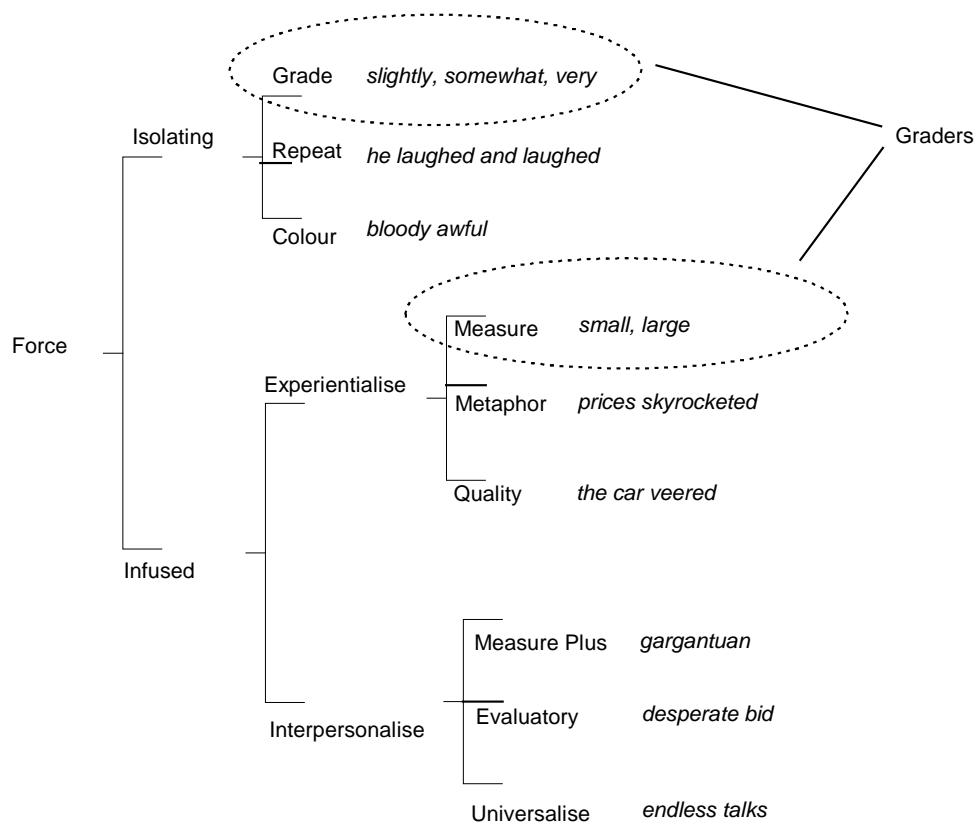 Grade slightly, somewhat, very
Isolating
Graders
Repeat he laughed and laughed
Colour bloody awful
Measure small, large
Force
Experientialise
Metaphor prices skyrocketed
Quality the car veered
Infused
Measure Plus gargantuan
Interpersonalise
Evaluatory desperate bid
Universalise endless talks